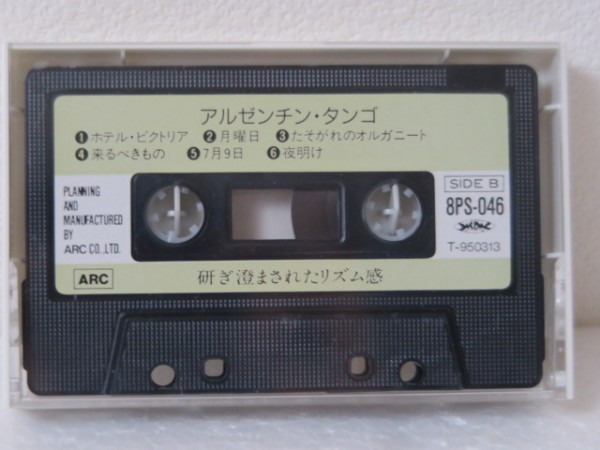 アルゼンチン・タンゴ
❶ホテル・ビクトリア ❷月曜日 ❸たそがれのオルガニート
❹来るべきもの ❺7月9日 ❻夜明け
PLANNING
AND
MANUFACTURED
BY
ARC CO.,LTD.
ARC
SIDE B
8PS-046
T-950313
研ぎ澄まされたリズム感